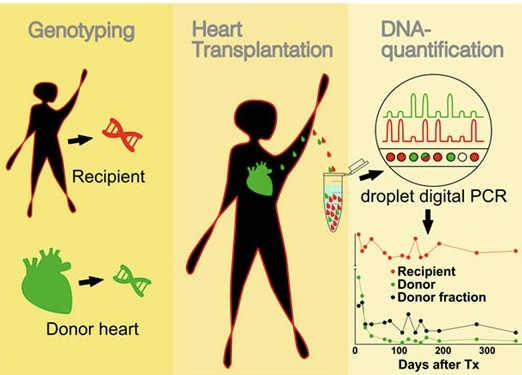 Genotyping
Recipient
Donor heart
Heart
Transplantation
DNA-
quantification
droplet digital PCR
Recipient
Donor
Donor fraction
0 100 200 300
Days after Tx